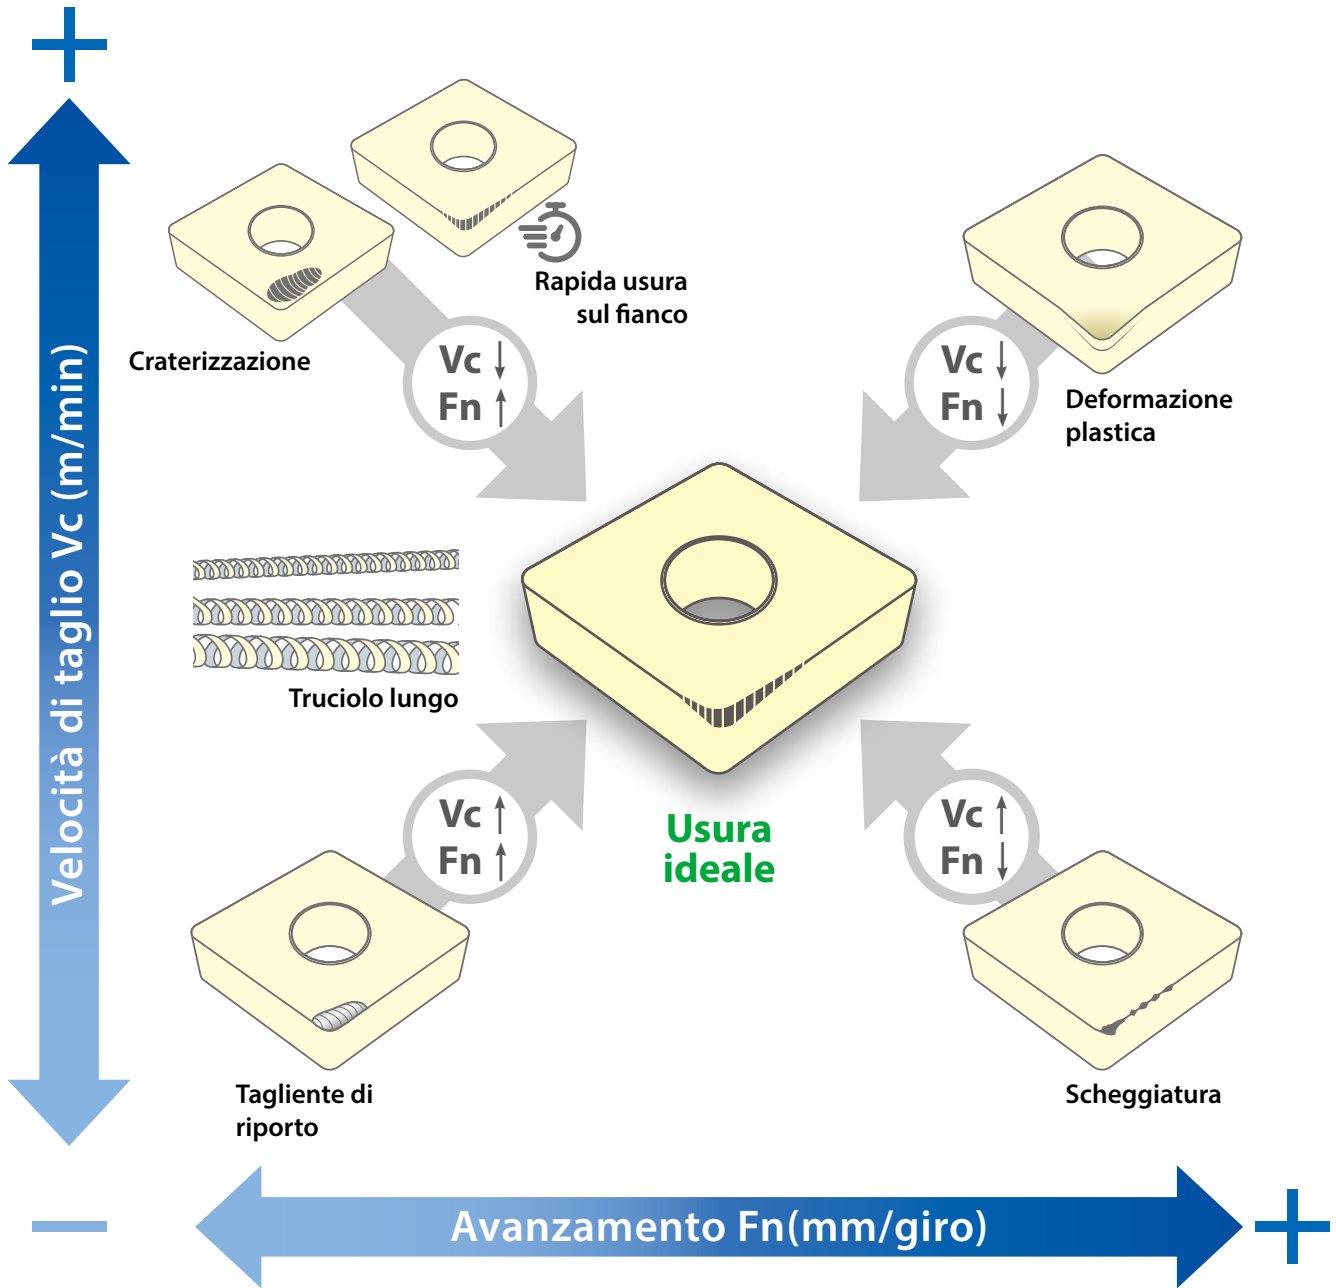 +
Rapida usura
sul fianco
Craterizzazione
Vc ↓
Fn ↑
Vc ↓
Fn ↓
Deformazione
plastica
Velocità di taglio Vc (m/min)
Truciolo lungo
Vc ↑
Fn ↑
Usura
ideale
Vc ↑
Fn ↓
Tagliente di
riporto
Scheggiatura
—
Avanzamento Fn(mm/giro)
+